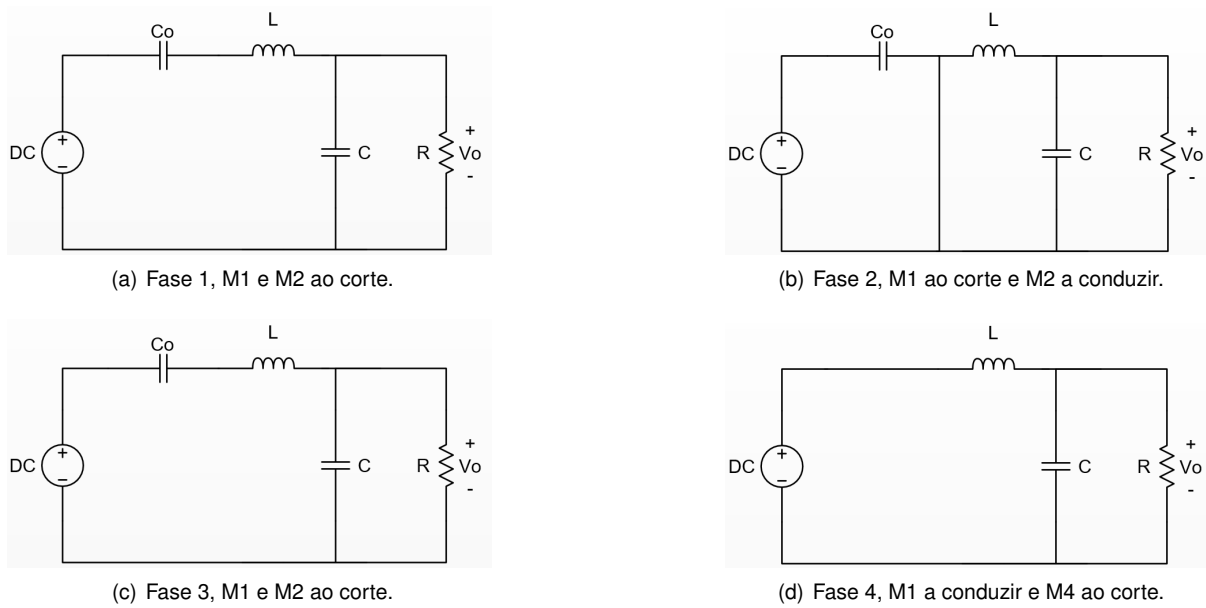 Co
L
DC
+
−
C
R
+
Vo
-
(a) Fase 1, M1 e M2 ao corte.
Co
L
DC
+
−
C
R
+
Vo
-
(b) Fase 2, M1 ao corte e M2 a conduzir.
Co
L
DC
+
−
C
R
+
Vo
-
(c) Fase 3, M1 e M2 ao corte.
L
DC
+
−
C
R
+
Vo
-
(d) Fase 4, M1 a conduzir e M4 ao corte.